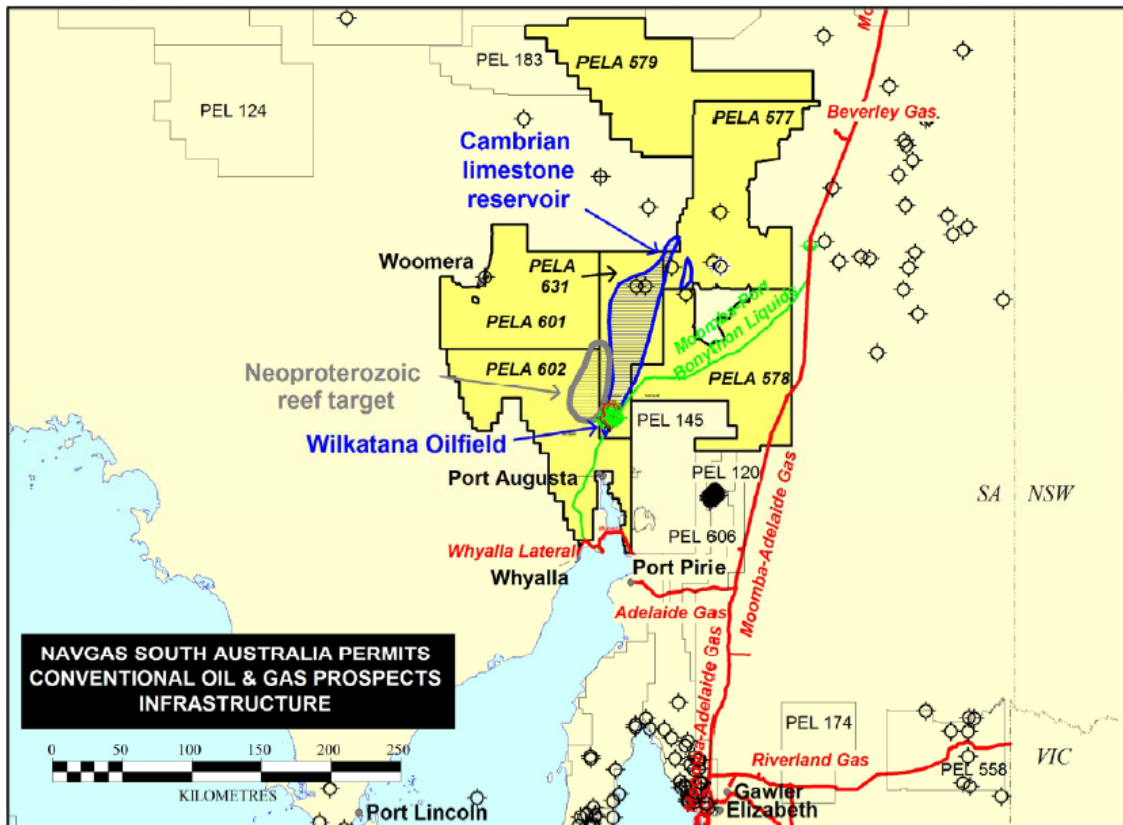 PEL 183
PELA 579
PEL 124
PELA 577
Beverley Gas
Cambrian
limestone
reservoir
Woomera
PELA
631
PELA 601
Moomba-Port
Bonython Liquids
PELA 602
PELA 578
Neoproterozoic
reef target
PEL 145
Wilkatana Oilfield
Port Augusta
PEL 120
SA
NSW
PEL 606
Moomba-Adelaide Gas
Whyalla Lateral
Whyalla
Port Pirie
Adelaide Gas
Moomba-Adelaide Gas
NAVGAS SOUTH AUSTRALIA PERMITS
CONVENTIONAL OIL & GAS PROSPECTS
INFRASTRUCTURE
0 50 100 150 200 250
KILOMETRES
PEL 174
Riverland Gas
VIC
PEL 558
Gawler
Elizabeth
Port Lincoln